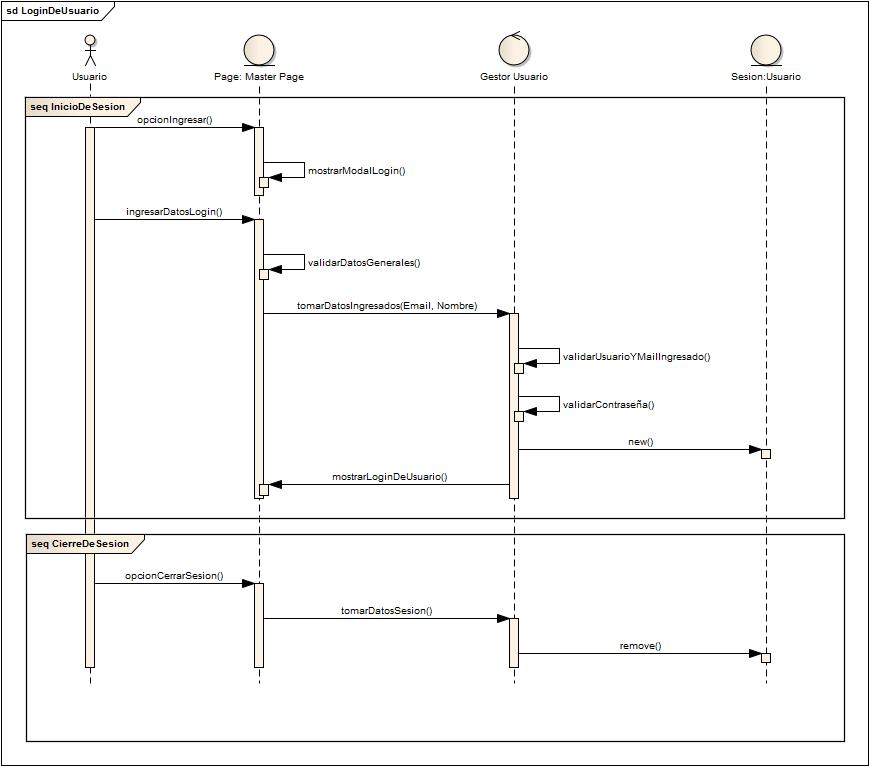 sd LoginDeUsuario
Usuario
Page: Master Page
Gestor Usuario
Sesion:Usuario
seq InicioDeSesion
opcionIngresar()
mostrarModalLogin()
ingresarDatosLogin()
validarDatosGenerales()
tomarDatosIngresados(Email, Nombre)
validarUsuarioYMailIngresado()
validarContraseña()
new()
mostrarLoginDeUsuario()
seq CierreDeSesion
opcionCerrarSesion()
tomarDatosSesion()
remove()